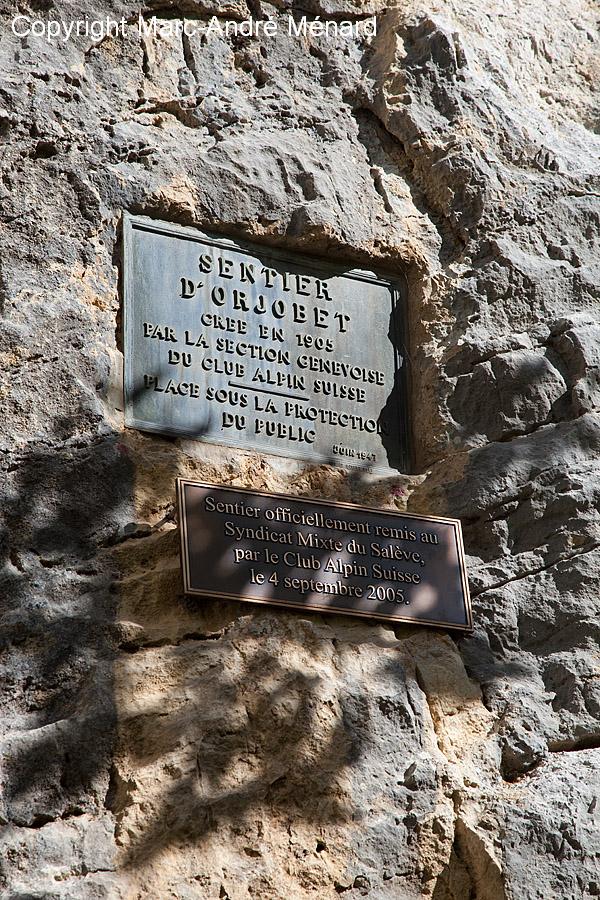 Copyright Marc-André Ménard
SENTIER
D'ORJOBET
CREE EN 1905
PAR LA SECTION GENEVOISE
DU CLUB ALPIN SUISSE
PLACE SOUS LA PROTECTION
DU PUBLIC
JUIN 1947
Sentier officiellement remis au
Syndicat Mixte du Salève,
par le Club Alpin Suisse
le 4 septembre 2005.